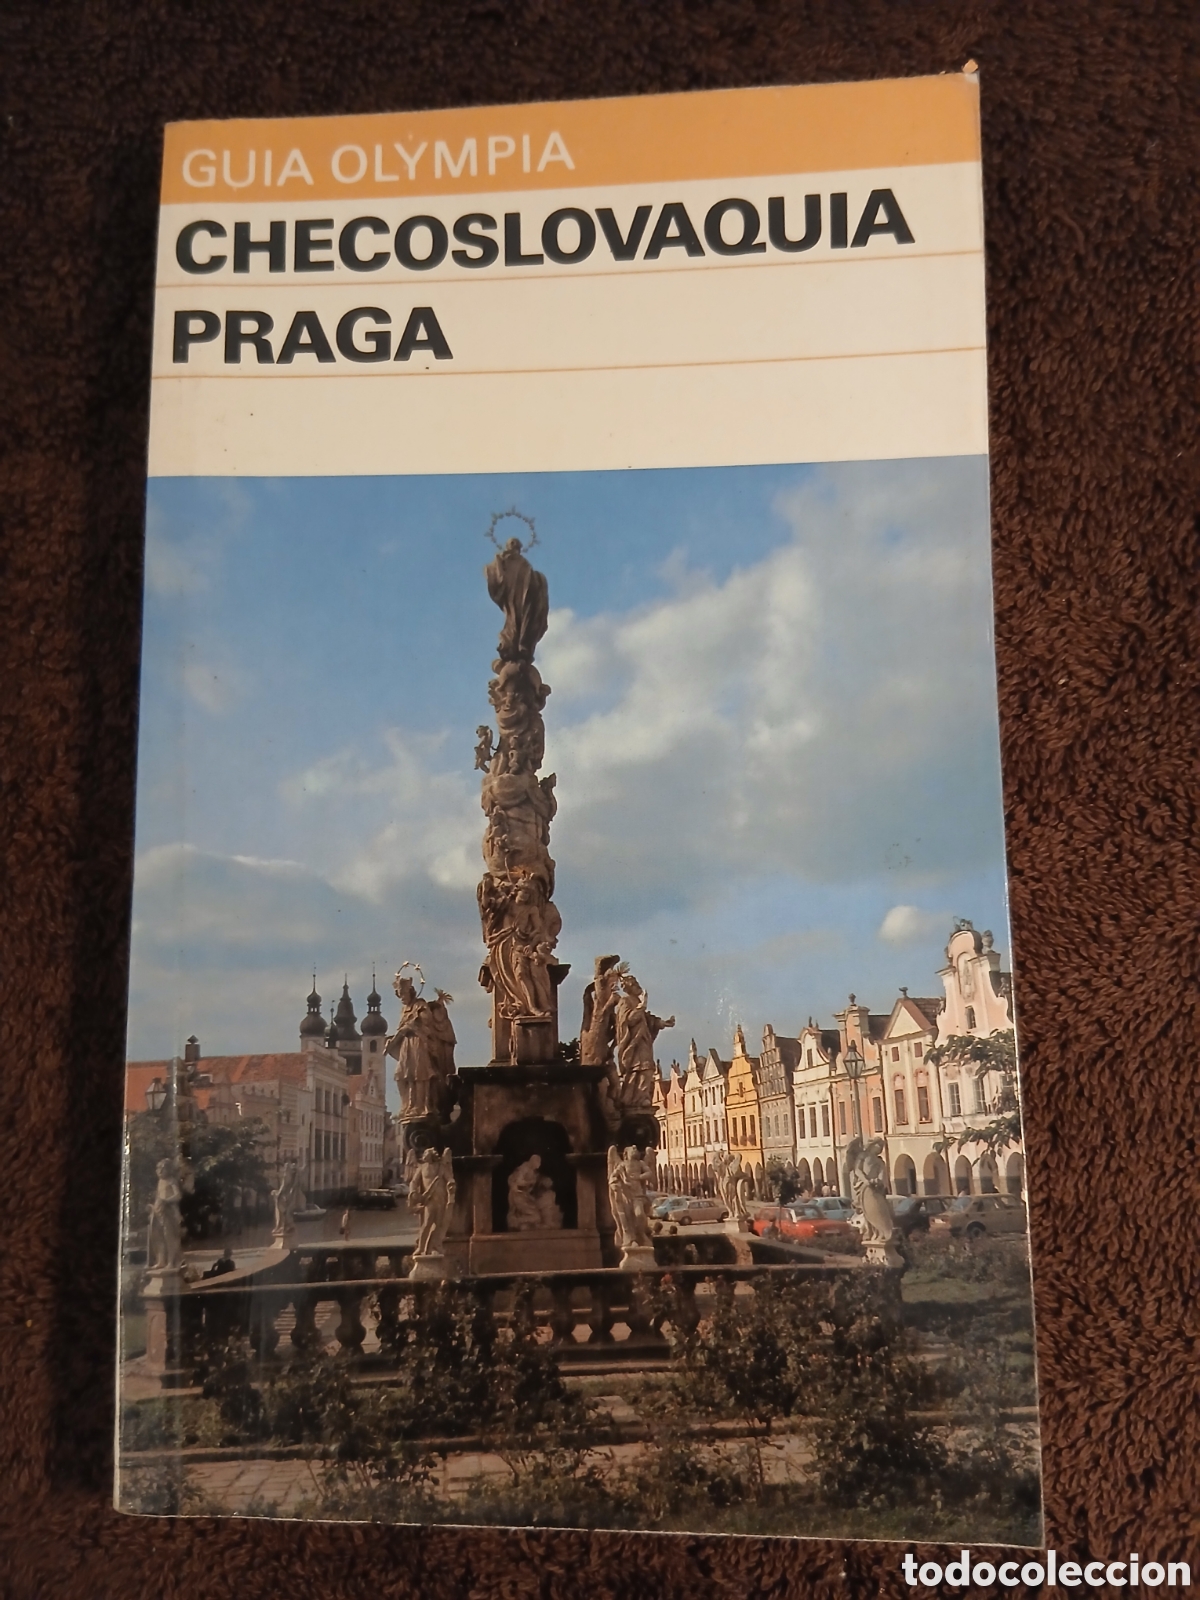 GUIA OLYMPIA
CHECOSLOVAQUIA
PRAGA
todocoleccion